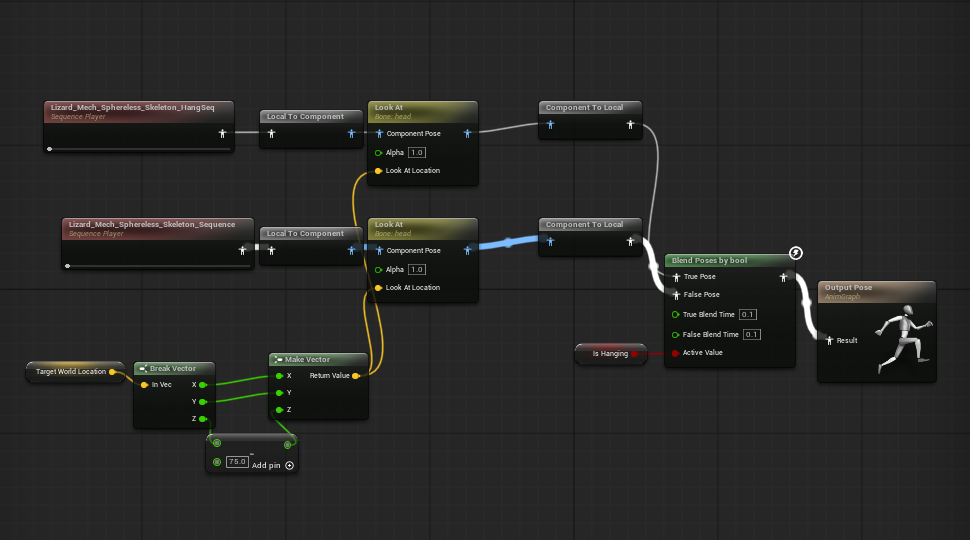 Lizard_Mech_Sphereless_Skeleton_HangSeq
Sequence Player
Local To Component
Look At
Bone: head
Component Pose
Alpha 1.0
Look At Location
Component To Local
Lizard_Mech_Sphereless_Skeleton_Sequence
Sequence Player
Local To Component
Look At
Bone: head
Component Pose
Alpha 1.0
Look At Location
Component To Local
Blend Poses by bool
True Pose
False Pose
True Blend Time 0.1
False Blend Time 0.1
Active Value
Is Hanging
Output Pose
AnimGraph
Result
Target World Location
Break Vector
In Vec X
Y
Z
Make Vector
X Return Value
Y
Z
-
75.0 Add pin